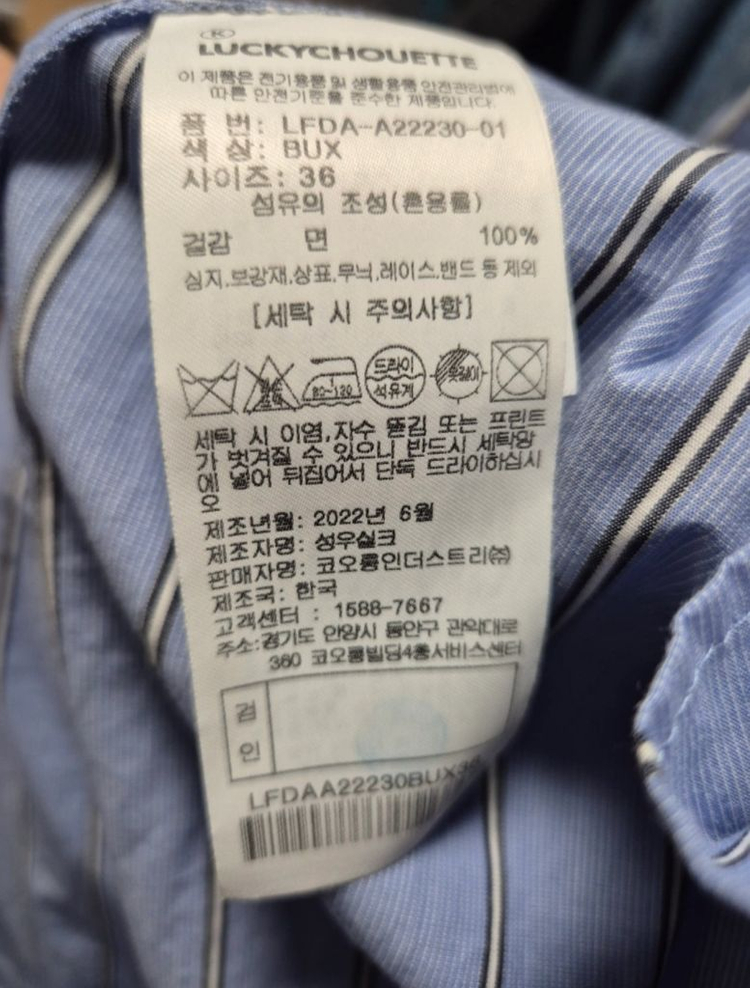 LUCKYCHOUETTE
이 제품은 전기용품 및 생활용품 안전관리법에
따른 안전기준을 준수한 제품입니다.
품 번: LFDA-A22230-01
색 상: BUX
사이즈: 36
섬유의 조성(혼용률)
겉감 면 100%
심지,보강재,상표,무늬,레이스,밴드 등 제외
[세탁 시 주의사항]
80~120 드라이 석유계 옷걸이
세탁 시 이염,자수 뜯김 또는 프린트
가 벗겨질 수 있으니 반드시 세탁망
에 넣어 뒤집어서 단독 드라이하십시
오
제조년월: 2022년 6월
제조자명: 성우실크
판매자명: 코오롱인더스트리㈜
제조국: 한국
고객센터 : 1588-7667
주소:경기도 안양시 동안구 관악대로
360 코오롱빌딩4층서비스센터
검
인
LFDAA22230BUX36